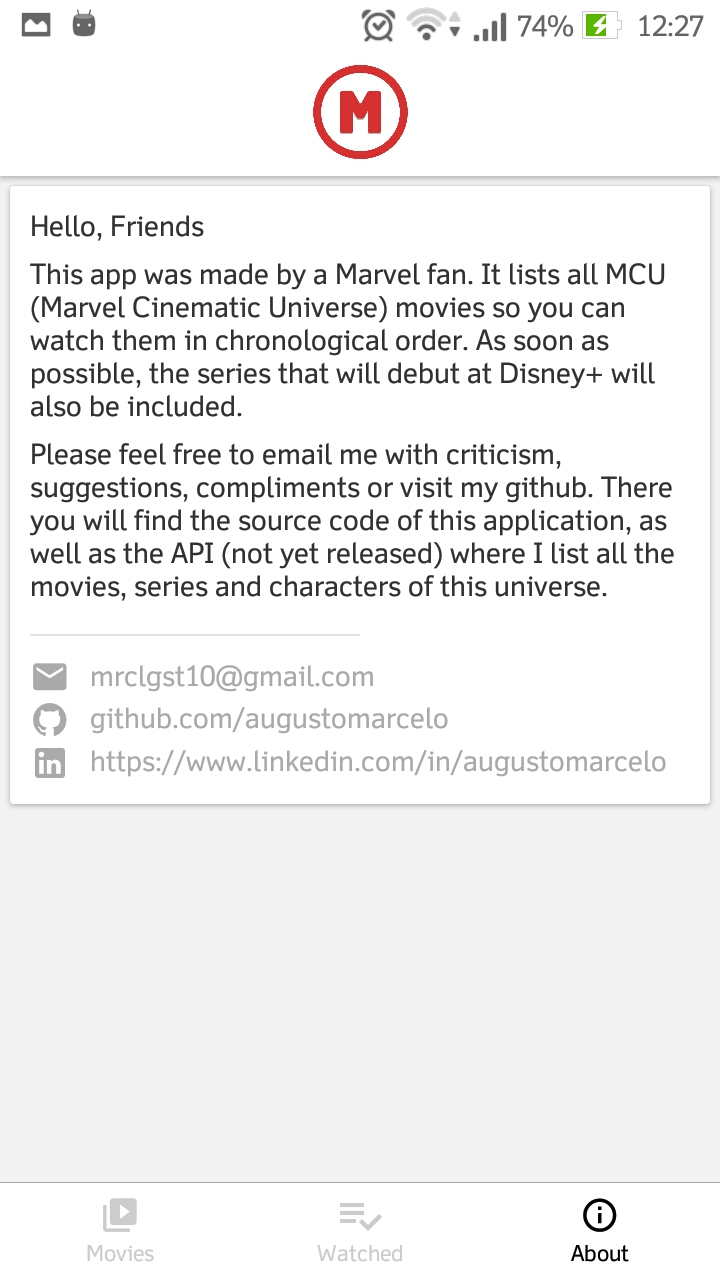 74% 12:27
M
Hello, Friends
This app was made by a Marvel fan. It lists all MCU
(Marvel Cinematic Universe) movies so you can
watch them in chronological order. As soon as
possible, the series that will debut at Disney+ will
also be included.
Please feel free to email me with criticism,
suggestions, compliments or visit my github. There
you will find the source code of this application, as
well as the API (not yet released) where I list all the
movies, series and characters of this universe.
mrclgst10@gmail.com
github.com/augustomarcelo
in https://www.linkedin.com/in/augustomarcelo
Movies Watched About